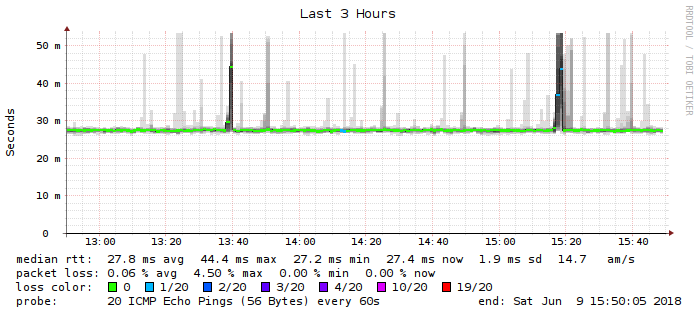 Last 3 Hours
RRDTOOL / TOBI OETIKER
Seconds
50 m
40 m
30 m
20 m
10 m
0
13:00 13:20 13:40 14:00 14:20 14:40 15:00 15:20 15:40
median rtt: 27.8 ms avg 44.4 ms max 27.2 ms min 27.4 ms now 1.9 ms sd 14.7 am/s
packet loss: 0.06 % avg 4.50 % max 0.00 % min 0.00 % now
loss color: 0 1/20 2/20 3/20 4/20 10/20 19/20
probe: 20 ICMP Echo Pings (56 Bytes) every 60s end: Sat Jun 9 15:50:05 2018